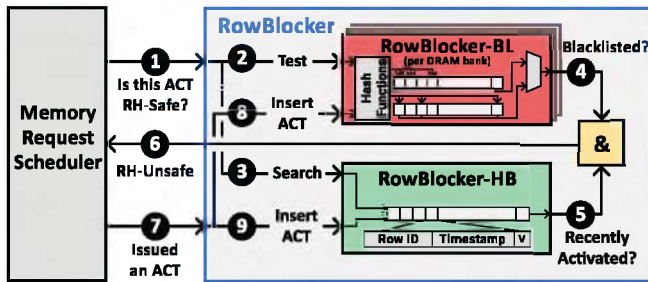 RowBlocker
1
Is this ACT
RH-Safe?
2
Test
RowBlocker-BL
(per DRAM bank)
Hash
Functions
Blacklisted?
4
8
Insert
ACT
Memory
Request
Scheduler
6
RH-Unsafe
&
3
Search
RowBlocker-HB
7
Issued
an ACT
9
Insert
ACT
Row ID
Timestamp
V
5
Recently
Activated?